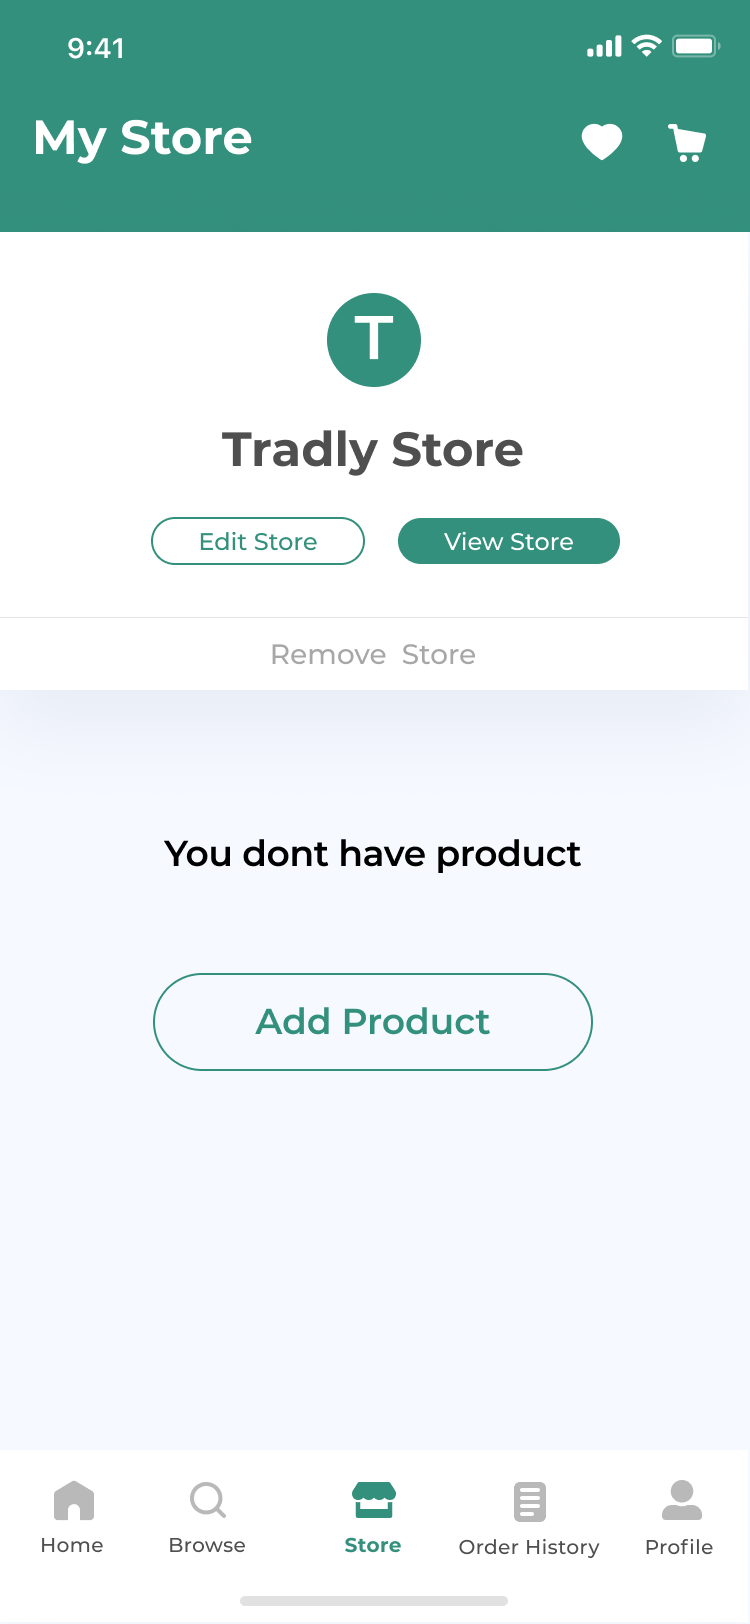 9:41
My Store
T
Tradly Store
Edit Store
View Store
Remove Store
You dont have product
Add Product
Home
Browse
Store
Order History
Profile